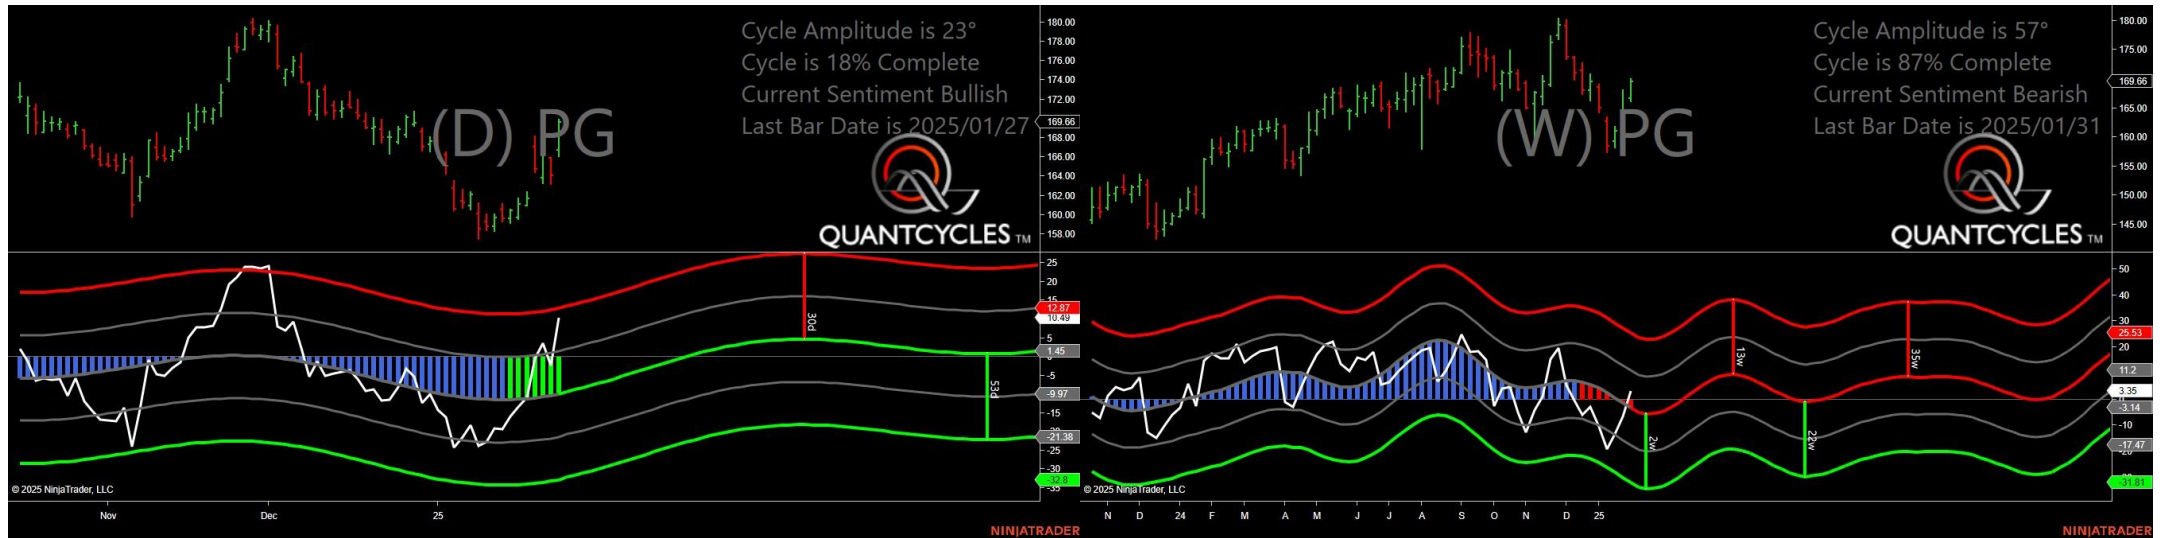 Cycle Amplitude is 23°
Cycle is 18% Complete
Current Sentiment Bullish
Last Bar Date is 2025/01/27
(D) PG
QUANTCYCLES TM
180.00
178.00
176.00
174.00
172.00
169.66
168.00
166.00
164.00
162.00
160.00
158.00
25
20
15
12.87
10.49
5
1.45
-5
-9.97
-15
-21.38
-25
-30
-32.8
-35
30d
53d
© 2025 NinjaTrader, LLC
Nov
Dec
25
NINJATRADER
Cycle Amplitude is 57°
Cycle is 87% Complete
Current Sentiment Bearish
Last Bar Date is 2025/01/31
(W) PG
QUANTCYCLES TM
180.00
175.00
169.66
165.00
160.00
155.00
150.00
145.00
50
40
30
25.53
20
11.2
3.35
-3.14
-10
-17.47
-31.81
2w
13w
22w
35w
© 2025 NinjaTrader, LLC
N D 24 F M A M J J A S O N D 25
NINJATRADER